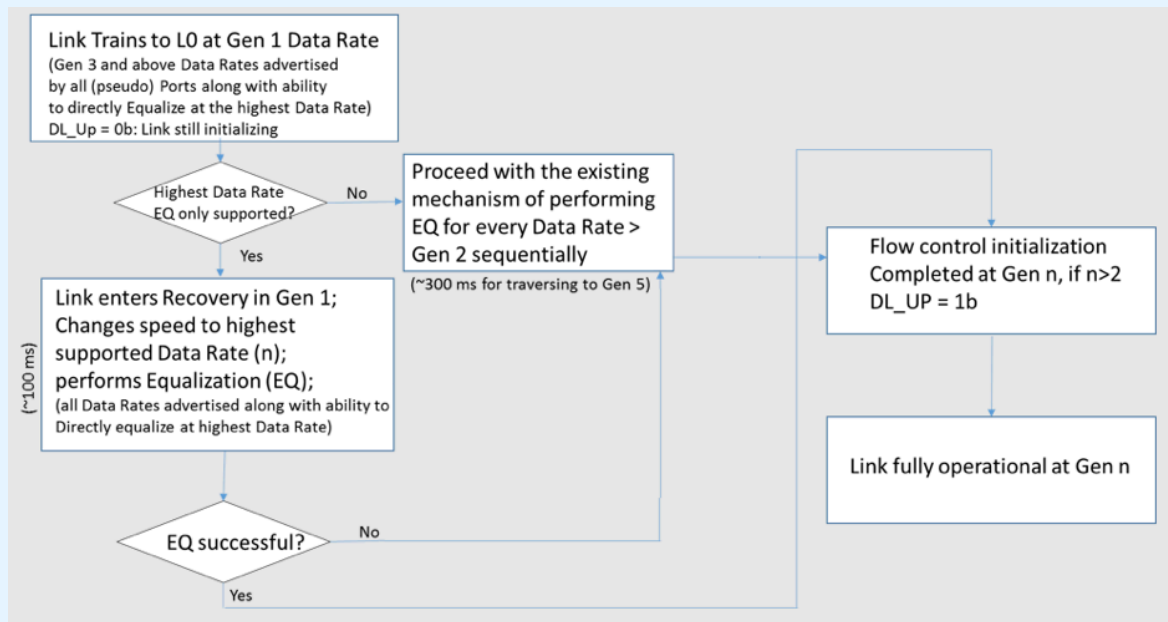 Link Trains to L0 at Gen 1 Data Rate
(Gen 3 and above Data Rates advertised
by all (pseudo) Ports along with ability
to directly Equalize at the highest Data Rate)
DL_Up = 0b: Link still initializing
Highest Data Rate
EQ only supported?
No
Yes
Proceed with the existing
mechanism of performing
EQ for every Data Rate >
Gen 2 sequentially
(~300 ms for traversing to Gen 5)
Link enters Recovery in Gen 1;
Changes speed to highest
supported Data Rate (n);
performs Equalization (EQ);
(all Data Rates advertised along with ability to
Directly equalize at highest Data Rate)
(~100 ms)
EQ successful?
No
Yes
Flow control initialization
Completed at Gen n, if n>2
DL_UP = 1b
Link fully operational at Gen n